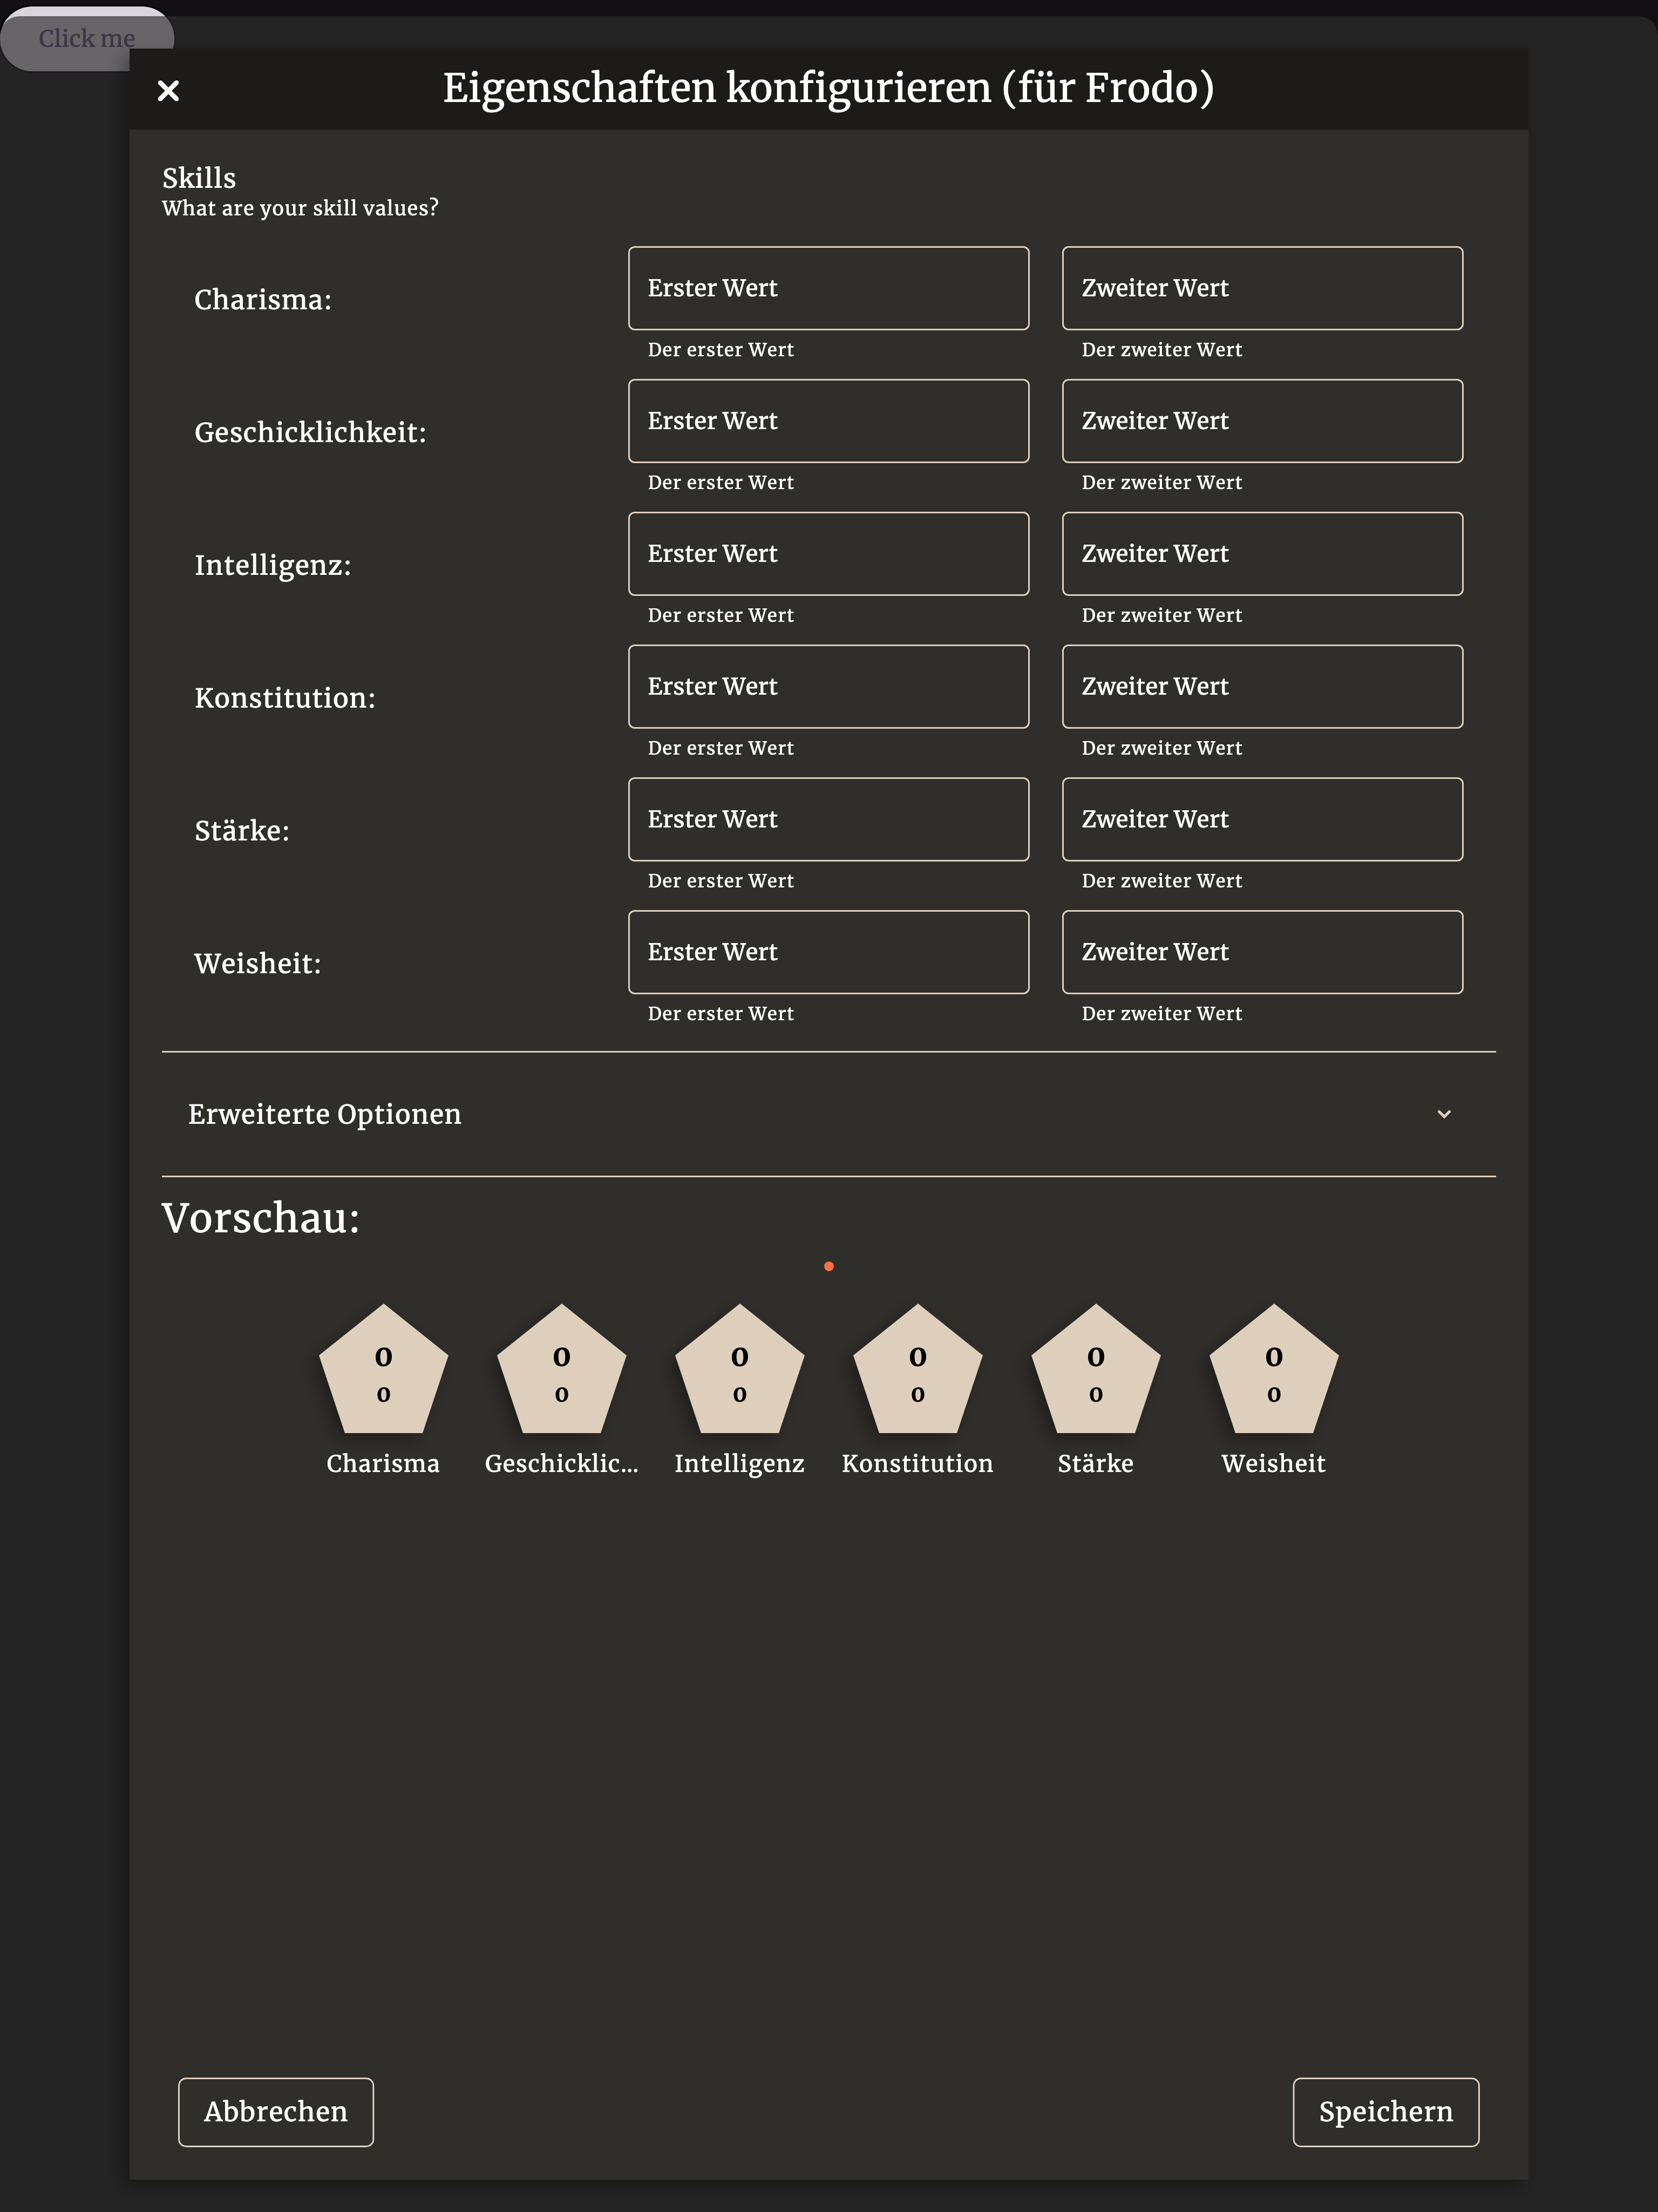 Click me
Eigenschaften konfigurieren (für Frodo)
Skills
What are your skill values?
Charisma:
Erster Wert
Zweiter Wert
Der erster Wert
Der zweiter Wert
Geschicklichkeit:
Erster Wert
Zweiter Wert
Der erster Wert
Der zweiter Wert
Intelligenz:
Erster Wert
Zweiter Wert
Der erster Wert
Der zweiter Wert
Konstitution:
Erster Wert
Zweiter Wert
Der erster Wert
Der zweiter Wert
Stärke:
Erster Wert
Zweiter Wert
Der erster Wert
Der zweiter Wert
Weisheit:
Erster Wert
Zweiter Wert
Der erster Wert
Der zweiter Wert
Erweiterte Optionen
Vorschau:
0 0 0 0 0 0
0 0 0 0 0 0
Charisma Geschicklic... Intelligenz Konstitution Stärke Weisheit
Abbrechen
Speichern